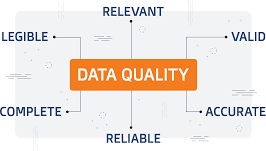 RELEVANT
LEGIBLE
VALID
DATA QUALITY
COMPLETE
ACCURATE
RELIABLE